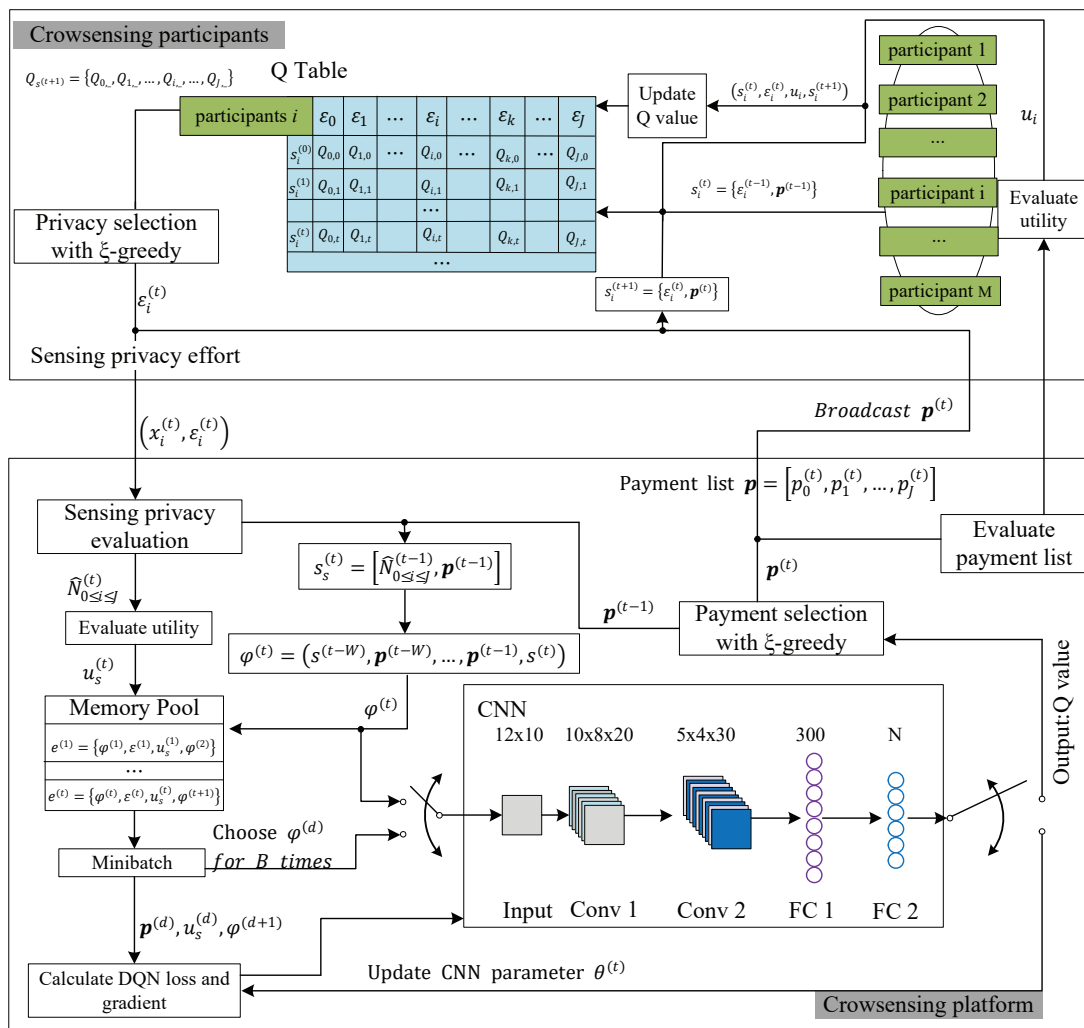 Crowsensing participants
Q_{s^{(t+1)}} = {Q_{0,_}, Q_{1,_}, …, Q_{i,_}, …, Q_{J,_}}
Q Table
participants i ε_0 ε_1 … ε_i … ε_k … ε_J
s_i^{(0)} Q_{0,0} Q_{1,0} … Q_{i,0} … Q_{k,0} … Q_{J,0}
s_i^{(1)} Q_{0,1} Q_{1,1} Q_{i,1} Q_{k,1} Q_{J,1}
…
s_i^{(t)} Q_{0,t} Q_{1,t} Q_{i,t} Q_{k,t} Q_{J,t}
…
Update
Q value
(s_i^{(t)}, ε_i^{(t)}, u_i, s_i^{(t+1)})
s_i^{(t)} = {ε_i^{(t-1)}, p^{(t-1)}}
s_i^{(t+1)} = {ε_i^{(t)}, p^{(t)}}
participant 1
participant 2
...
participant i
...
participant M
u_i
Evaluate
utility
Privacy selection
with ξ-greedy
ε_i^{(t)}
Sensing privacy effort
(x_i^{(t)}, ε_i^{(t)})
Broadcast p^{(t)}
Payment list p = [p_0^{(t)}, p_1^{(t)}, …, p_J^{(t)}]
Sensing privacy
evaluation
Evaluate
payment list
s_s^{(t)} = [N̂_{0≤i≤J}^{(t-1)}, p^{(t-1)}]
p^{(t)}
N̂_{0≤i≤J}^{(t)}
p^{(t-1)}
Payment selection
with ξ-greedy
Evaluate utility
φ^{(t)} = (s^{(t-W)}, p^{(t-W)}, …, p^{(t-1)}, s^{(t)})
u_s^{(t)}
φ^{(t)}
Memory Pool
e^{(1)} = {φ^{(1)}, ε^{(1)}, u_s^{(1)}, φ^{(2)}}
…
e^{(t)} = {φ^{(t)}, ε^{(t)}, u_s^{(t)}, φ^{(t+1)}}
Minibatch
Choose φ^{(d)}
for B times
CNN
12x10 10x8x20 5x4x30 300 N
Input Conv 1 Conv 2 FC 1 FC 2
Output:Q value
p^{(d)}, u_s^{(d)}, φ^{(d+1)}
Calculate DQN loss and
gradient
Update CNN parameter θ^{(t)}
Crowsensing platform